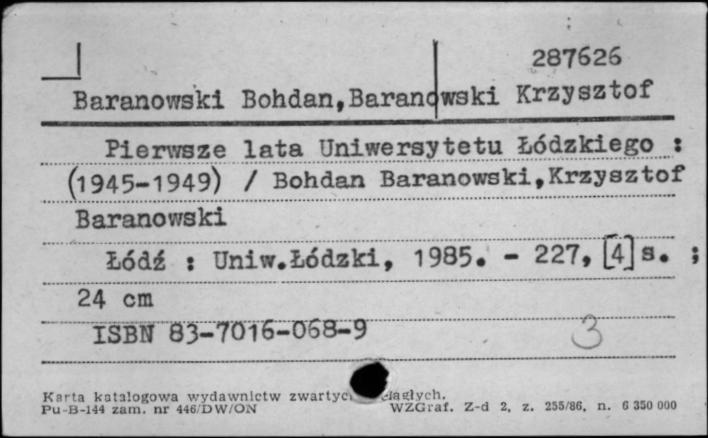 287626
Baranowski Bohdan,Baranowski Krzysztof
Pierwsze lata Uniwersytetu Łódzkiego :
(1945-1949) / Bohdan Baranowski,Krzysztof
Baranowski
Łódź : Uniw.Łódzki, 1985. - 227, [4] s. ;
24 cm
ISBN 83-7016-068-9
3
Karta katalogowa wydawnictw
Pu-B-144 zam. nr 446/DW/ON WZGraf. Z-d 2, z. 255/86, n. 6 350 000